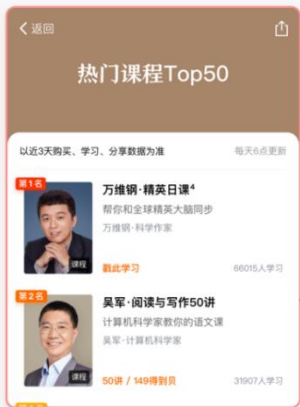 返回
热门课程Top50
以近3天购买、学习、分享数据为准 每天6点更新
第1名
万维钢·精英日课⁴
帮你和全球精英大脑同步
万维钢·科学作家
课程
戳此学习 66015人学习
第2名
吴军·阅读与写作50讲
计算机科学家教你的语文课
吴军·计算机科学家
课程
50讲 / 149得到贝 31907人学习